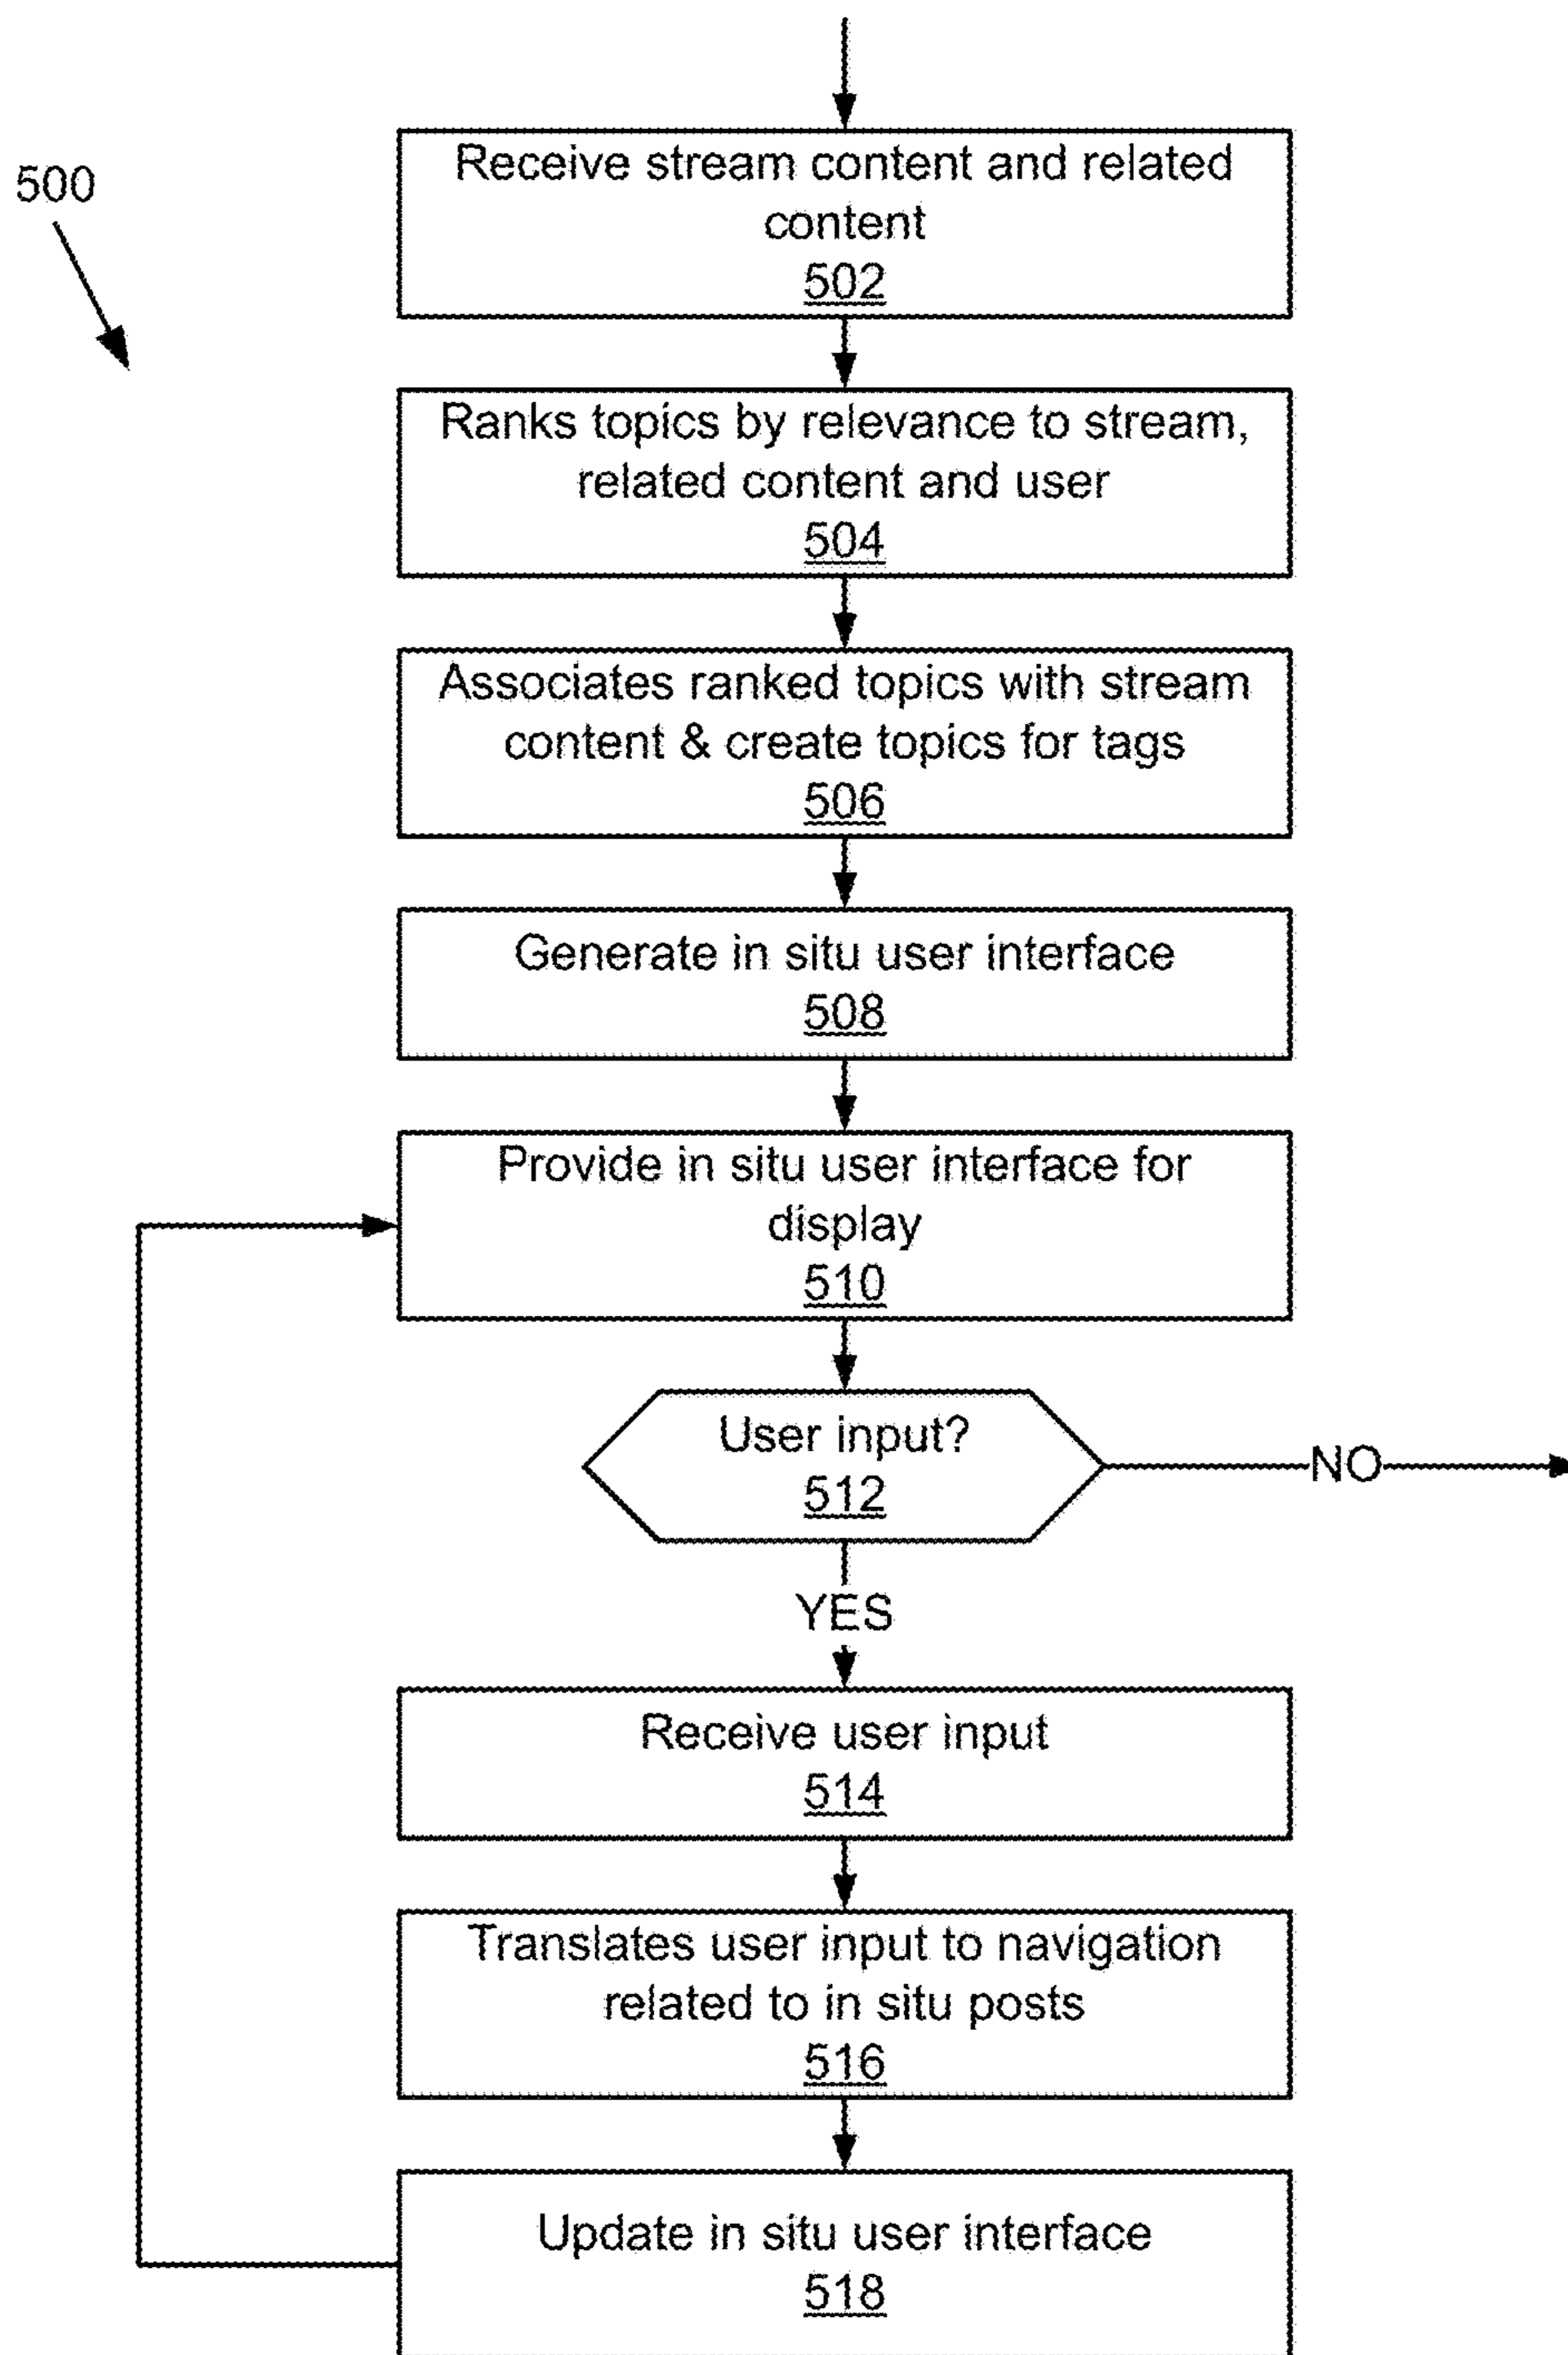 500
Receive stream content and related
content
502
Ranks topics by relevance to stream,
related content and user
504
Associates ranked topics with stream
content & create topics for tags
506
Generate in situ user interface
508
Provide in situ user interface for
display
510
User input?
512
NO
YES
Receive user input
514
Translates user input to navigation
related to in situ posts
516
Update in situ user interface
518